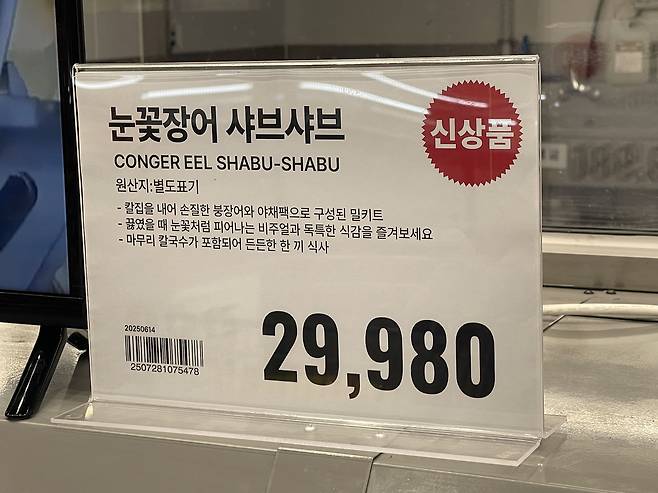 눈꽃장어 샤브샤브
신상품
CONGER EEL SHABU-SHABU
원산지:별도표기
- 칼집을 내어 손질한 붕장어와 야채팩으로 구성된 밀키트
- 끓였을 때 눈꽃처럼 피어나는 비주얼과 독특한 식감을 즐겨보세요
- 마무리 칼국수가 포함되어 든든한 한 끼 식사
20250614
2507281075478
29,980